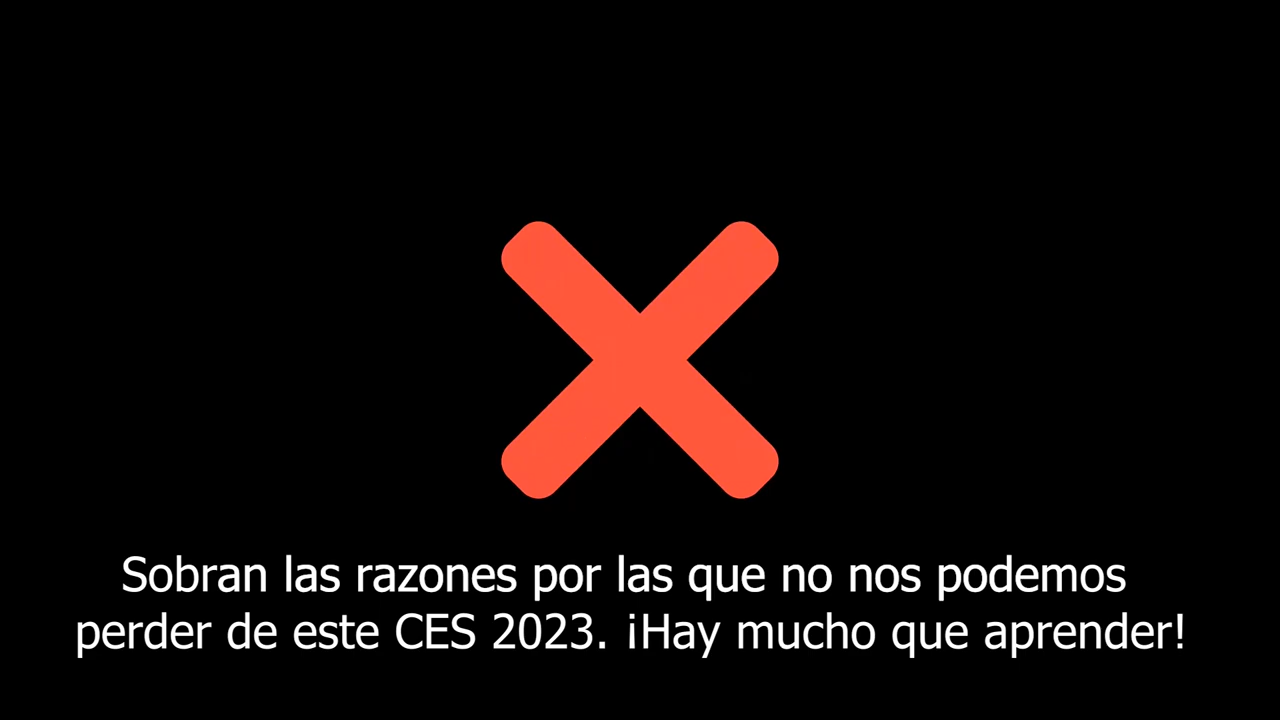 Sobran las razones por las que no nos podemos
perder de este CES 2023. ¡Hay mucho que aprender!